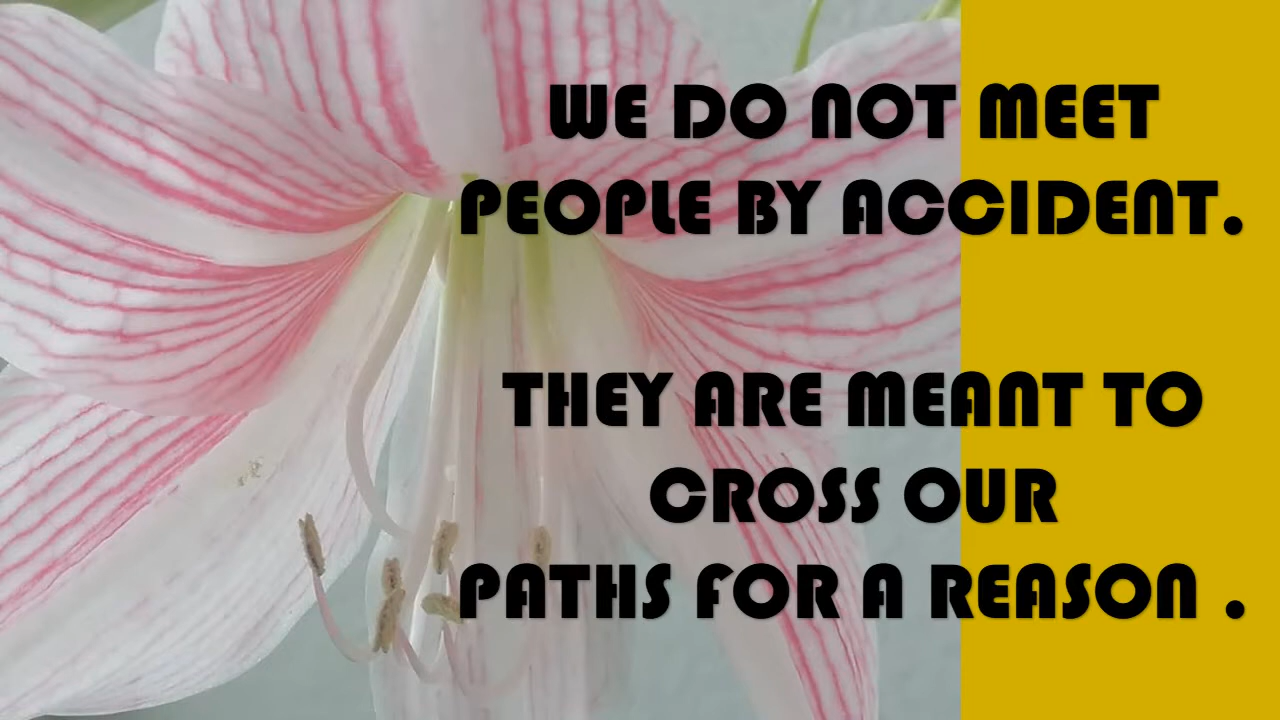 WE DO NOT MEET
PEOPLE BY ACCIDENT.
THEY ARE MEANT TO
CROSS OUR
PATHS FOR A REASON .